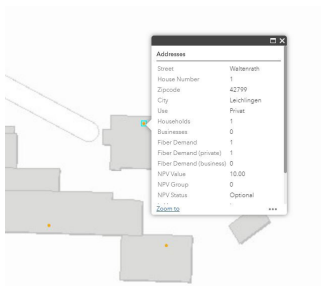 Addresses
Street Waltenrath
House Number 1
Zipcode 42799
City Leichlingen
Use Privat
Households 1
Businesses 0
Fiber Demand 1
Fiber Demand (private) 1
Fiber Demand (business) 0
NPV Value 10.00
NPV Group 0
NPV Status Optional
Zoom to